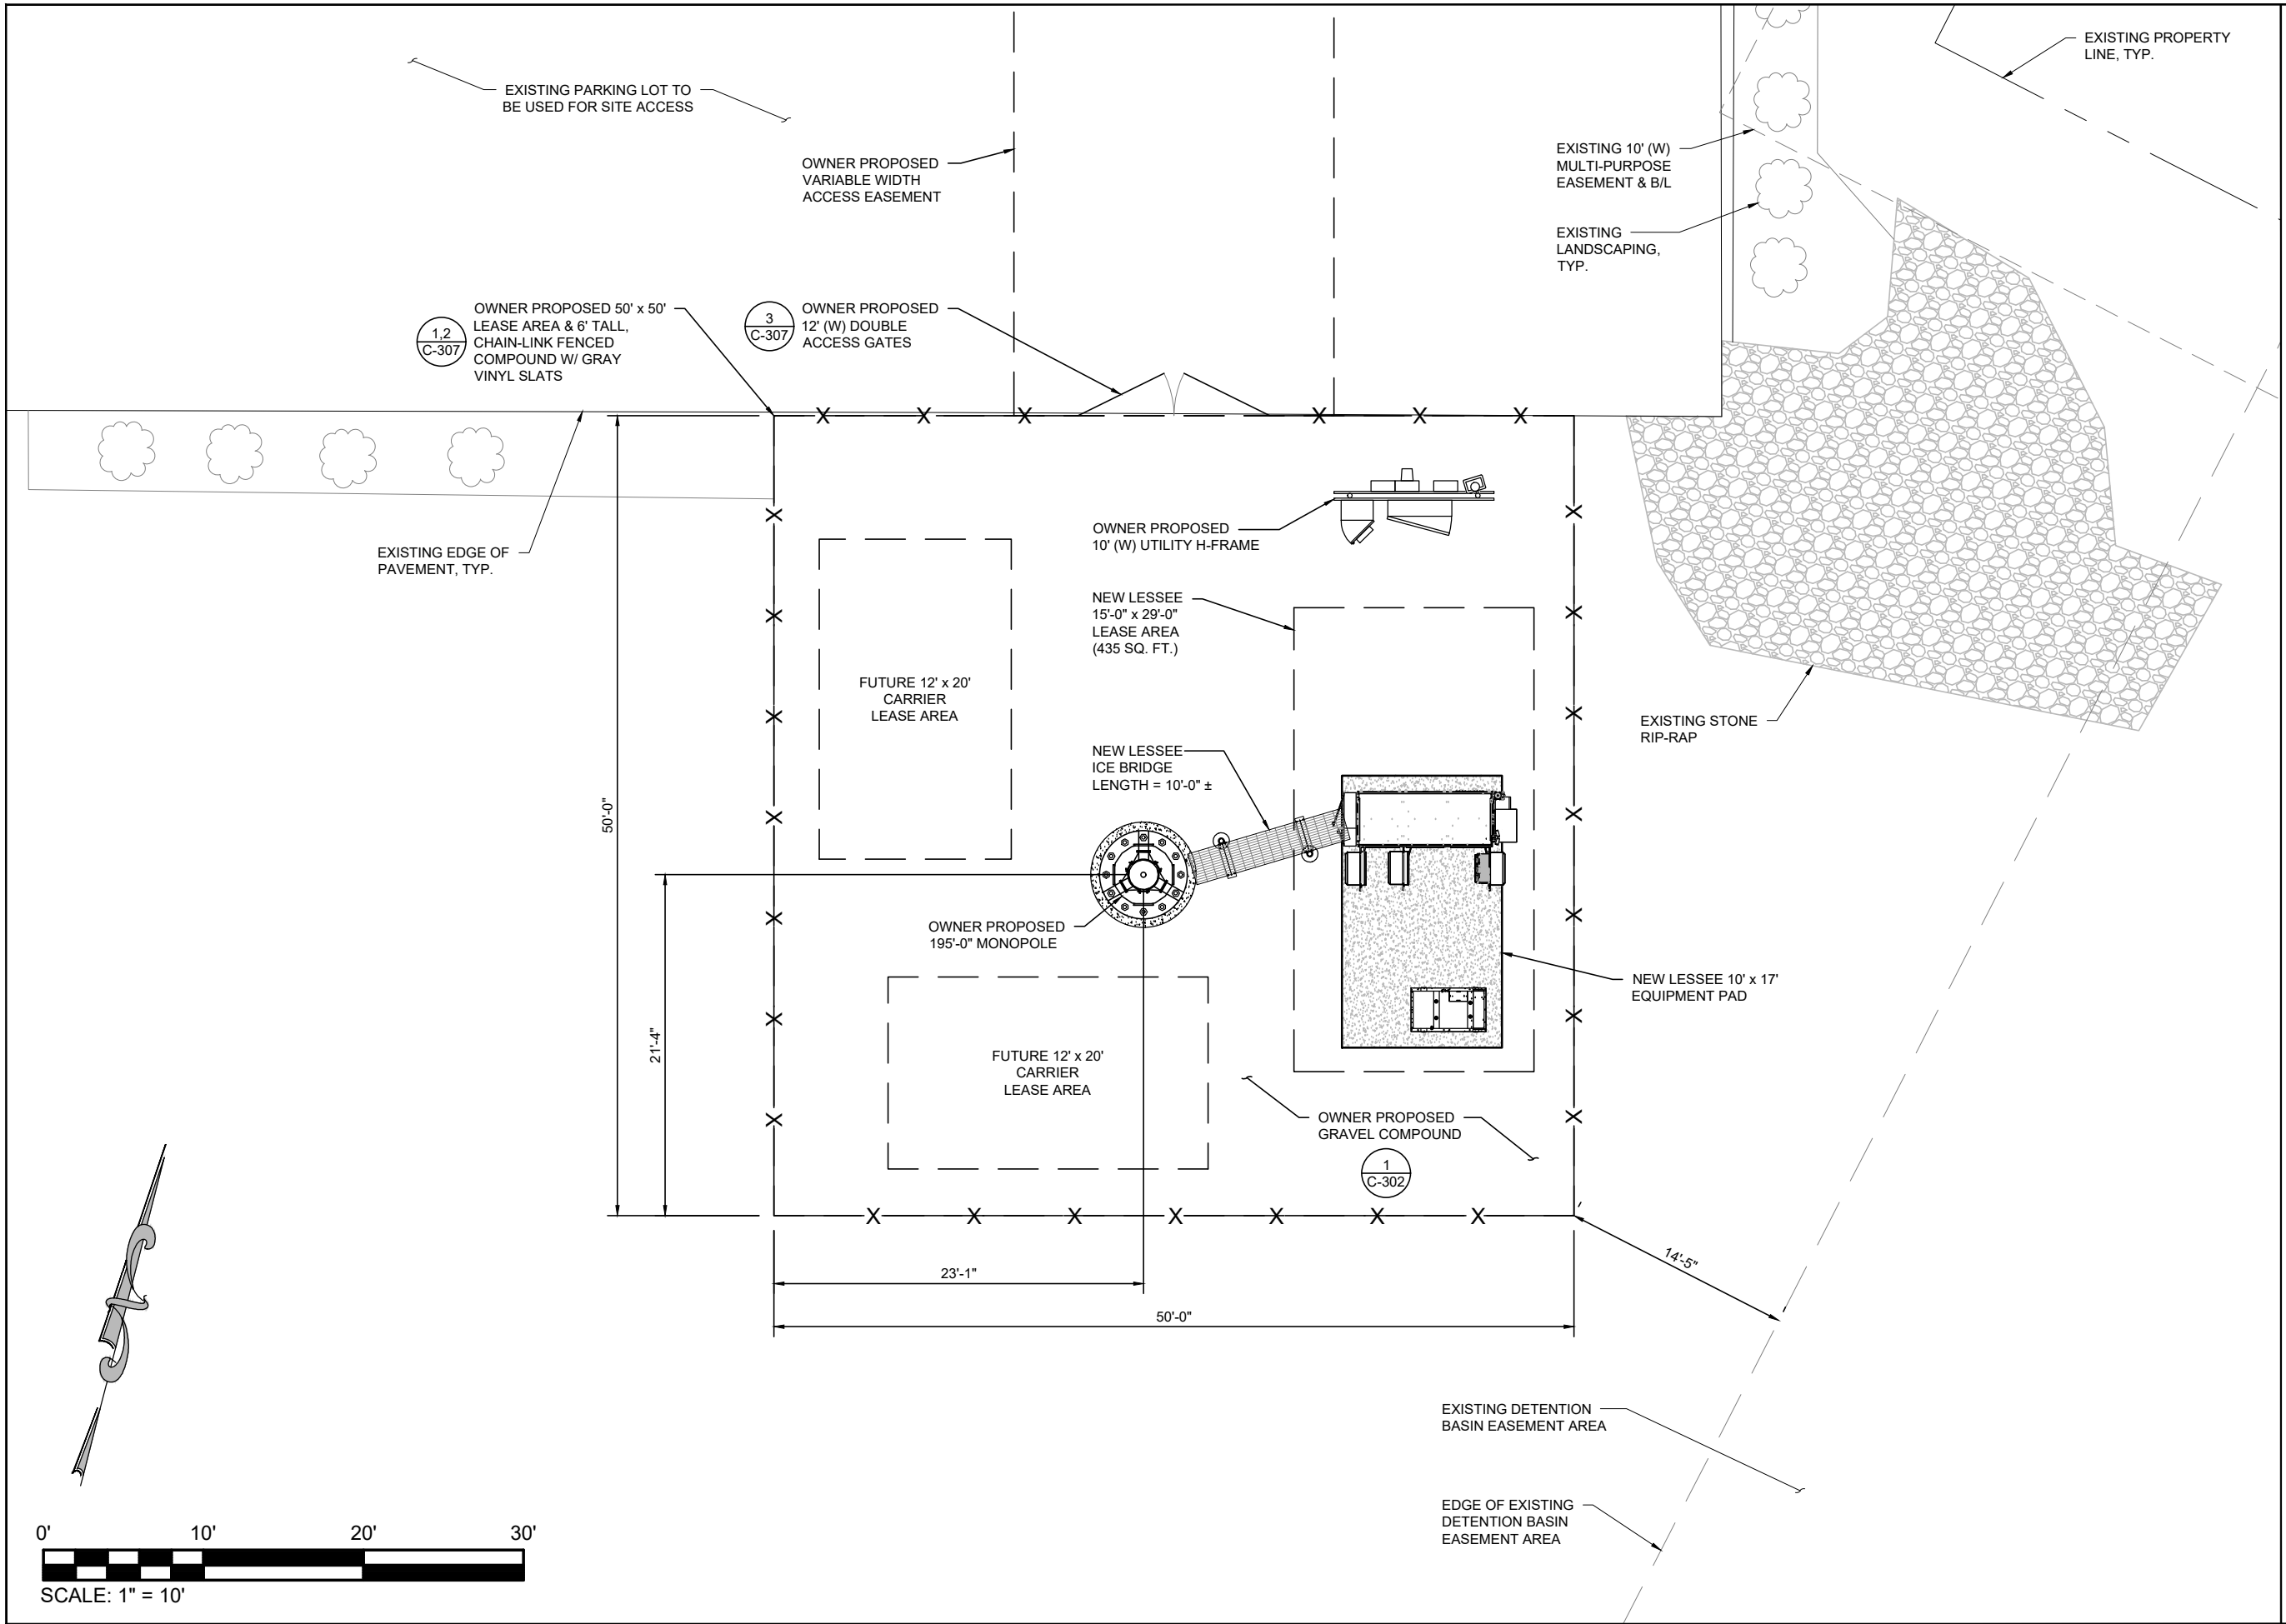 EXISTING PROPERTY
LINE, TYP.
EXISTING PARKING LOT TO
BE USED FOR SITE ACCESS
OWNER PROPOSED
VARIABLE WIDTH
ACCESS EASEMENT
EXISTING 10' (W)
MULTI-PURPOSE
EASEMENT & B/L
EXISTING
LANDSCAPING,
TYP.
1,2
C-307
OWNER PROPOSED 50' x 50'
LEASE AREA & 6' TALL,
CHAIN-LINK FENCED
COMPOUND W/ GRAY
VINYL SLATS
3
C-307
OWNER PROPOSED
12' (W) DOUBLE
ACCESS GATES
EXISTING EDGE OF
PAVEMENT, TYP.
OWNER PROPOSED
10' (W) UTILITY H-FRAME
NEW LESSEE
15'-0" x 29'-0"
LEASE AREA
(435 SQ. FT.)
FUTURE 12' x 20'
CARRIER
LEASE AREA
EXISTING STONE
RIP-RAP
NEW LESSEE
ICE BRIDGE
LENGTH = 10'-0" ±
50'-0"
OWNER PROPOSED
195'-0" MONOPOLE
NEW LESSEE 10' x 17'
EQUIPMENT PAD
21'-4"
FUTURE 12' x 20'
CARRIER
LEASE AREA
OWNER PROPOSED
GRAVEL COMPOUND
1
C-302
23'-1"
14'-5"
50'-0"
EXISTING DETENTION
BASIN EASEMENT AREA
EDGE OF EXISTING
DETENTION BASIN
EASEMENT AREA
0' 10' 20' 30'
SCALE: 1" = 10'